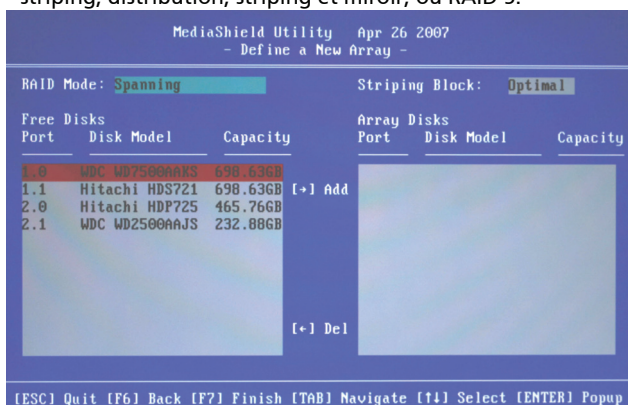 striping, distribution, striping et miroir, ou RAID 5.
MediaShield Utility Apr 26 2007
- Define a New Array -
RAID Mode: Spanning Striping Block: Optimal
Free Disks Array Disks
Port Disk Model Capacity Port Disk Model Capacity
1.0 WDC WD7500AAKS 698.63GB
1.1 Hitachi HDS721 698.63GB [→] Add
2.0 Hitachi HDP725 465.76GB
2.1 WDC WD2500AAJS 232.88GB
[←] Del
[ESC] Quit [F6] Back [F7] Finish [TAB] Navigate [↑↓] Select [ENTER] Popup